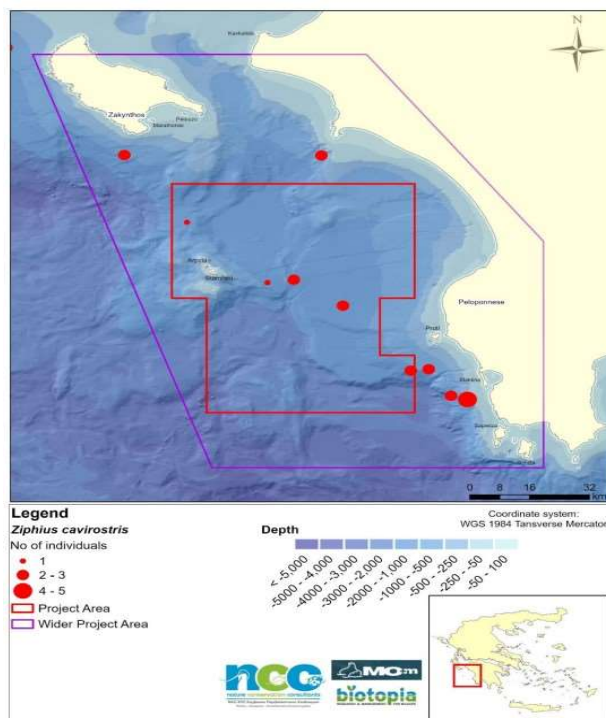 N
Zakynthos
Peloponnese
Proti
0 8 16 32
km
Legend
Ziphius cavirostris
No of individuals
1
2 - 3
4 - 5
Project Area
Wider Project Area
Depth
< -5,000
-5000 - -4,000
-4000 - -3,000
-3000 - -2,000
-2000 - -1,000
-1000 - -500
-500 - -250
-250 - -50
-50 - 100
Coordinate system:
WGS 1984 Tansverse Mercator
ncc
nature conservation consultants
biotopia